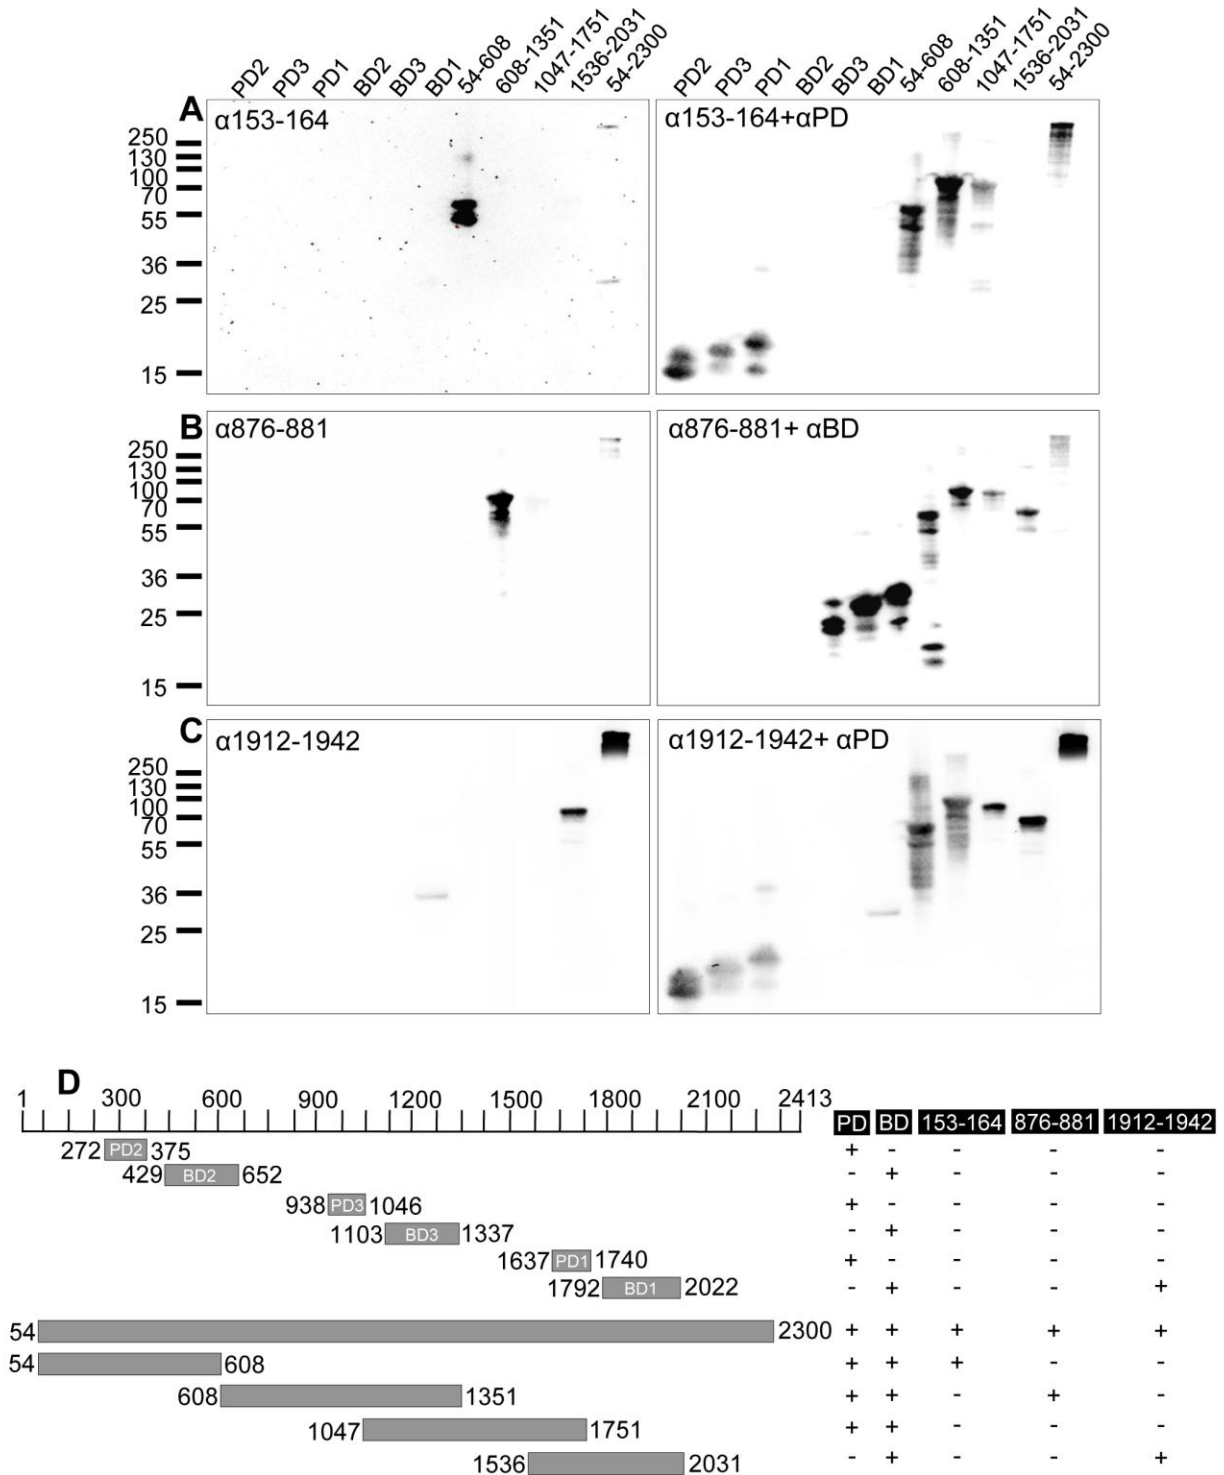 PD2 PD3 PD1 BD2 BD3 BD1 54-608 608-1351 1047-1751 1536-2031 54-2300 PD2 PD3 PD1 BD2 BD3 BD1 54-608 608-1351 1047-1751 1536-2031 54-2300
A
α153-164 α153-164+αPD
250
130
100
70
55
36
25
15
B
α876-881 α876-881+ αBD
250
130
100
70
55
36
25
15
C
α1912-1942 α1912-1942+ αPD
250
130
100
70
55
36
25
15
D
1 300 600 900 1200 1500 1800 2100 2413
PD BD 153-164 876-881 1912-1942
272 PD2 375 + - - - -
429 BD2 652 - + - - -
938 PD3 1046 + - - - -
1103 BD3 1337 - + - - -
1637 PD1 1740 + - - - -
1792 BD1 2022 - + - - +
54 2300 + + + + +
54 608 + + + - -
608 1351 + + - + -
1047 1751 + + - - -
1536 2031 - + - - +